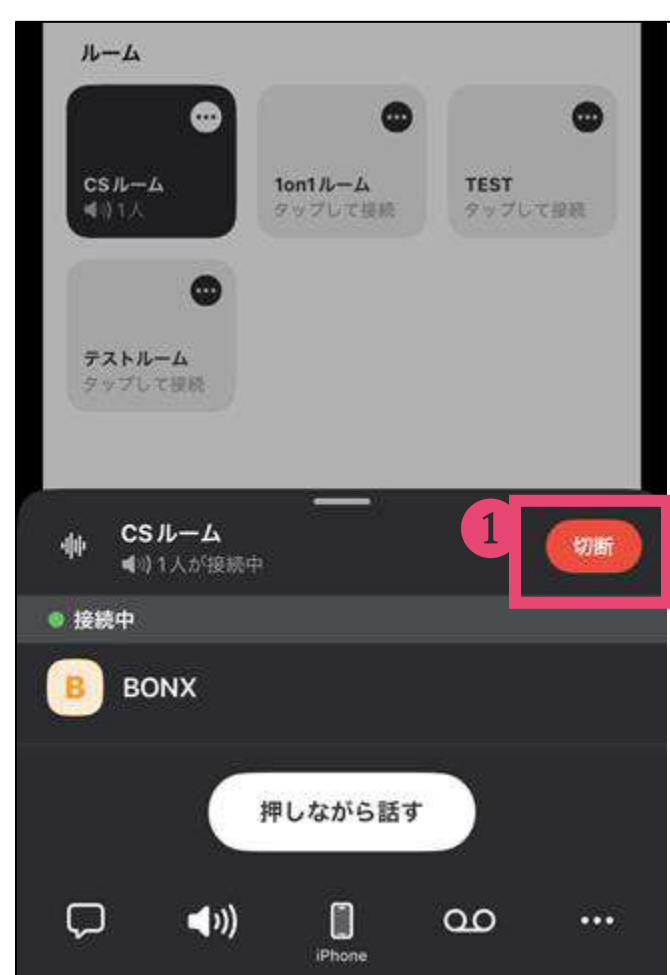 ルーム
CSルーム
1人
1on1ルーム
タップして接続
TEST
タップして接続
テストルーム
タップして接続
CSルーム
1人が接続中
1
切断
接続中
B
BONX
押しながら話す
iPhone